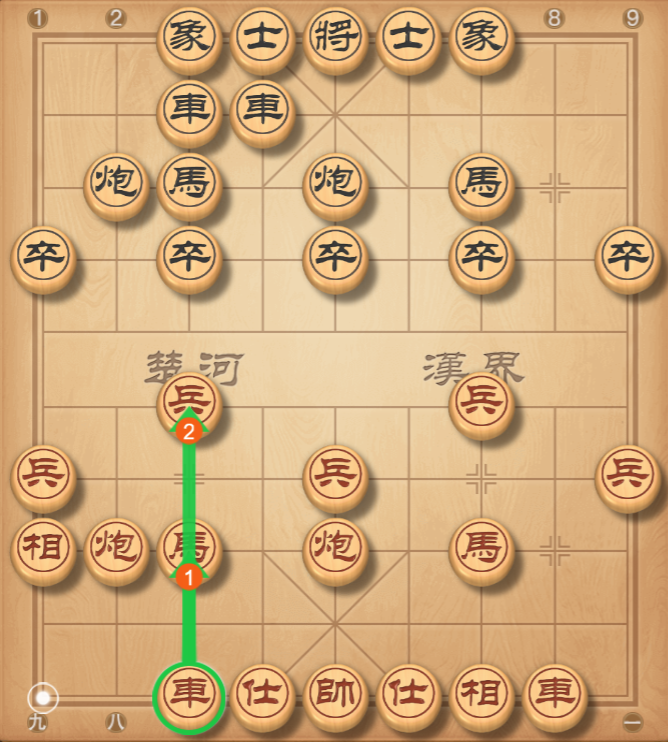 1 2 8 9
象 士 將 士 象
車 車
炮 馬 炮 馬
卒 卒 卒 卒 卒
楚河 漢界
兵 兵
2
兵 兵 兵
相 炮 馬 炮 馬
1
車 仕 帥 仕 相 車
九 八 一